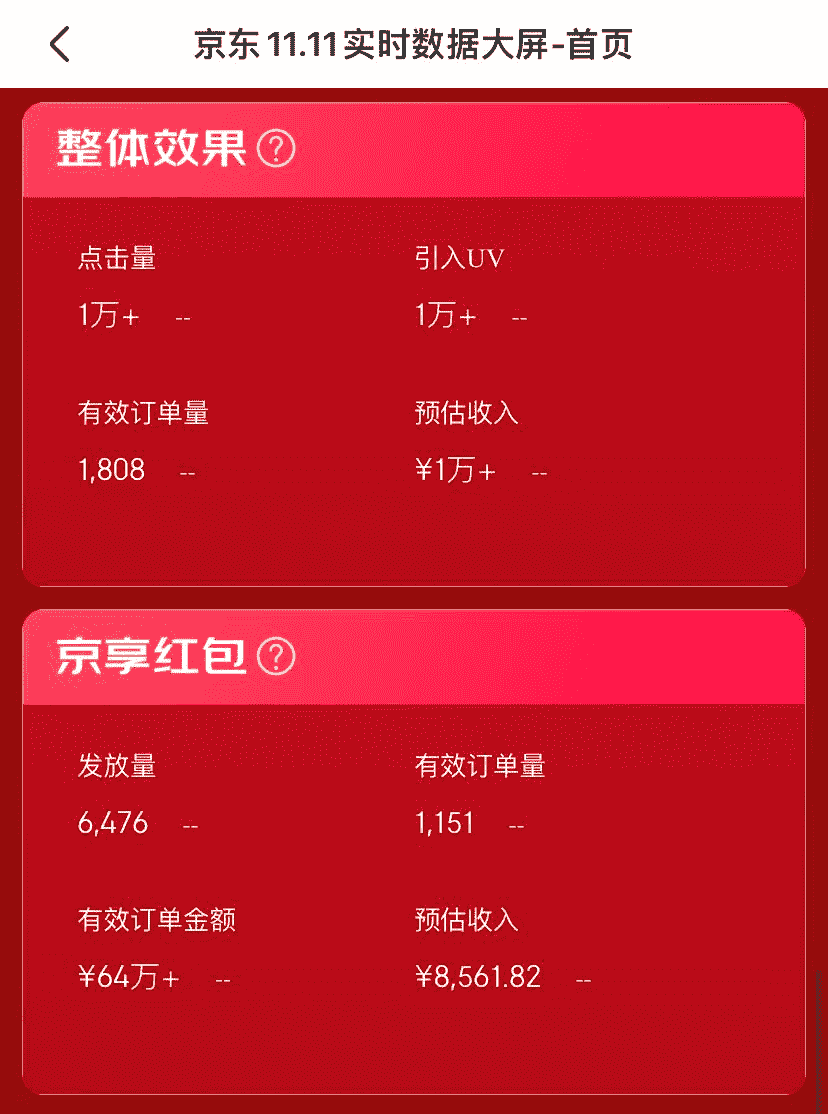 京东11.11实时数据大屏-首页
整体效果?
点击量 引入UV
1万+ -- 1万+ --
有效订单量 预估收入
1,808 -- ¥1万+ --
京享红包?
发放量 有效订单量
6,476 -- 1,151 --
有效订单金额 预估收入
¥64万+ -- ¥8,561.82 --